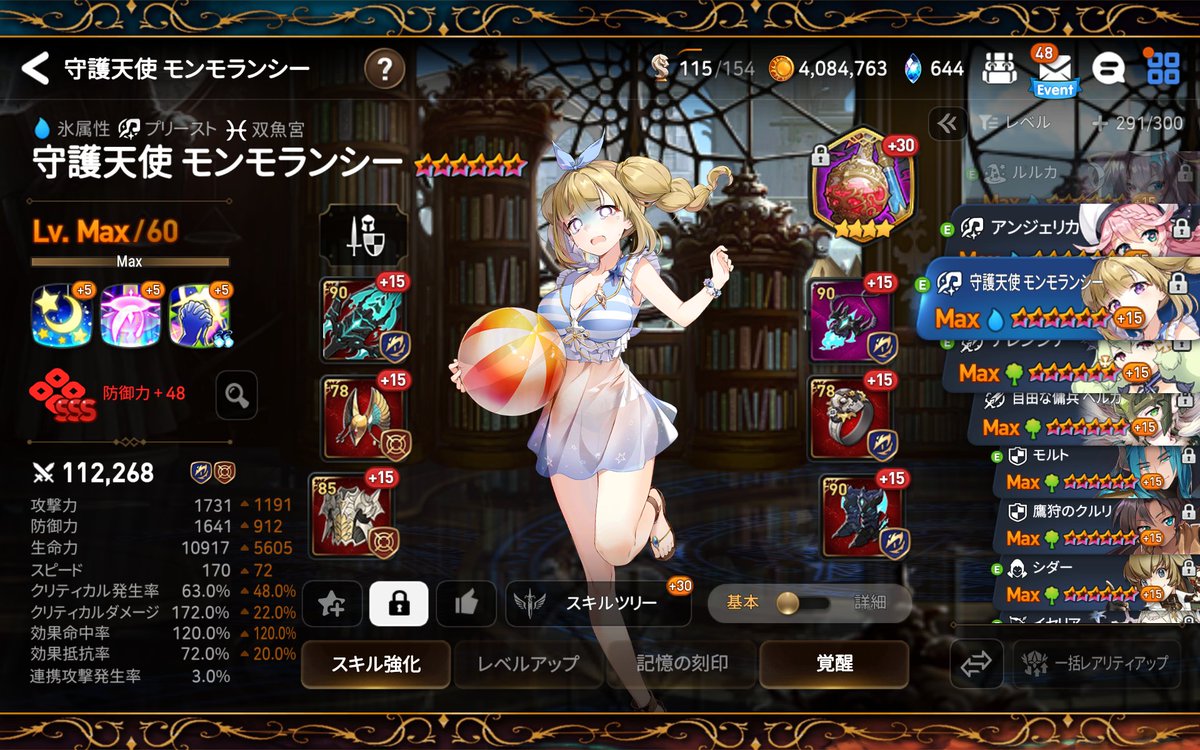 守護天使 モンモランシー
?
115/154
4,084,763
644
48
Event
氷属性 プリースト 双魚宮
守護天使 モンモランシー
Lv. Max/60
Max
+5
+5
+5
SSS 防御力+48
112,268
攻撃力 1731 1191
防御力 1641 912
生命力 10917 5605
スピード 170 72
クリティカル発生率 63.0% 48.0%
クリティカルダメージ 172.0% 22.0%
効果命中率 120.0% 120.0%
効果抵抗率 72.0% 20.0%
連携攻撃発生率 3.0%
90 +15
78 +15
85 +15
+30
90 +15
78 +15
90 +15
スキルツリー +30
基本 詳細
スキル強化
レベルアップ
記憶の刻印
覚醒
レベル
291/300
E ルルカ
E アンジェリカ
E 守護天使 モンモランシー
Max +15
Max +15
自由な傭兵 ヘルガ
Max +15
E モルト
Max +15
鷹狩のクルリ
Max +15
E シダー
Max +15
一括レアリティアップ